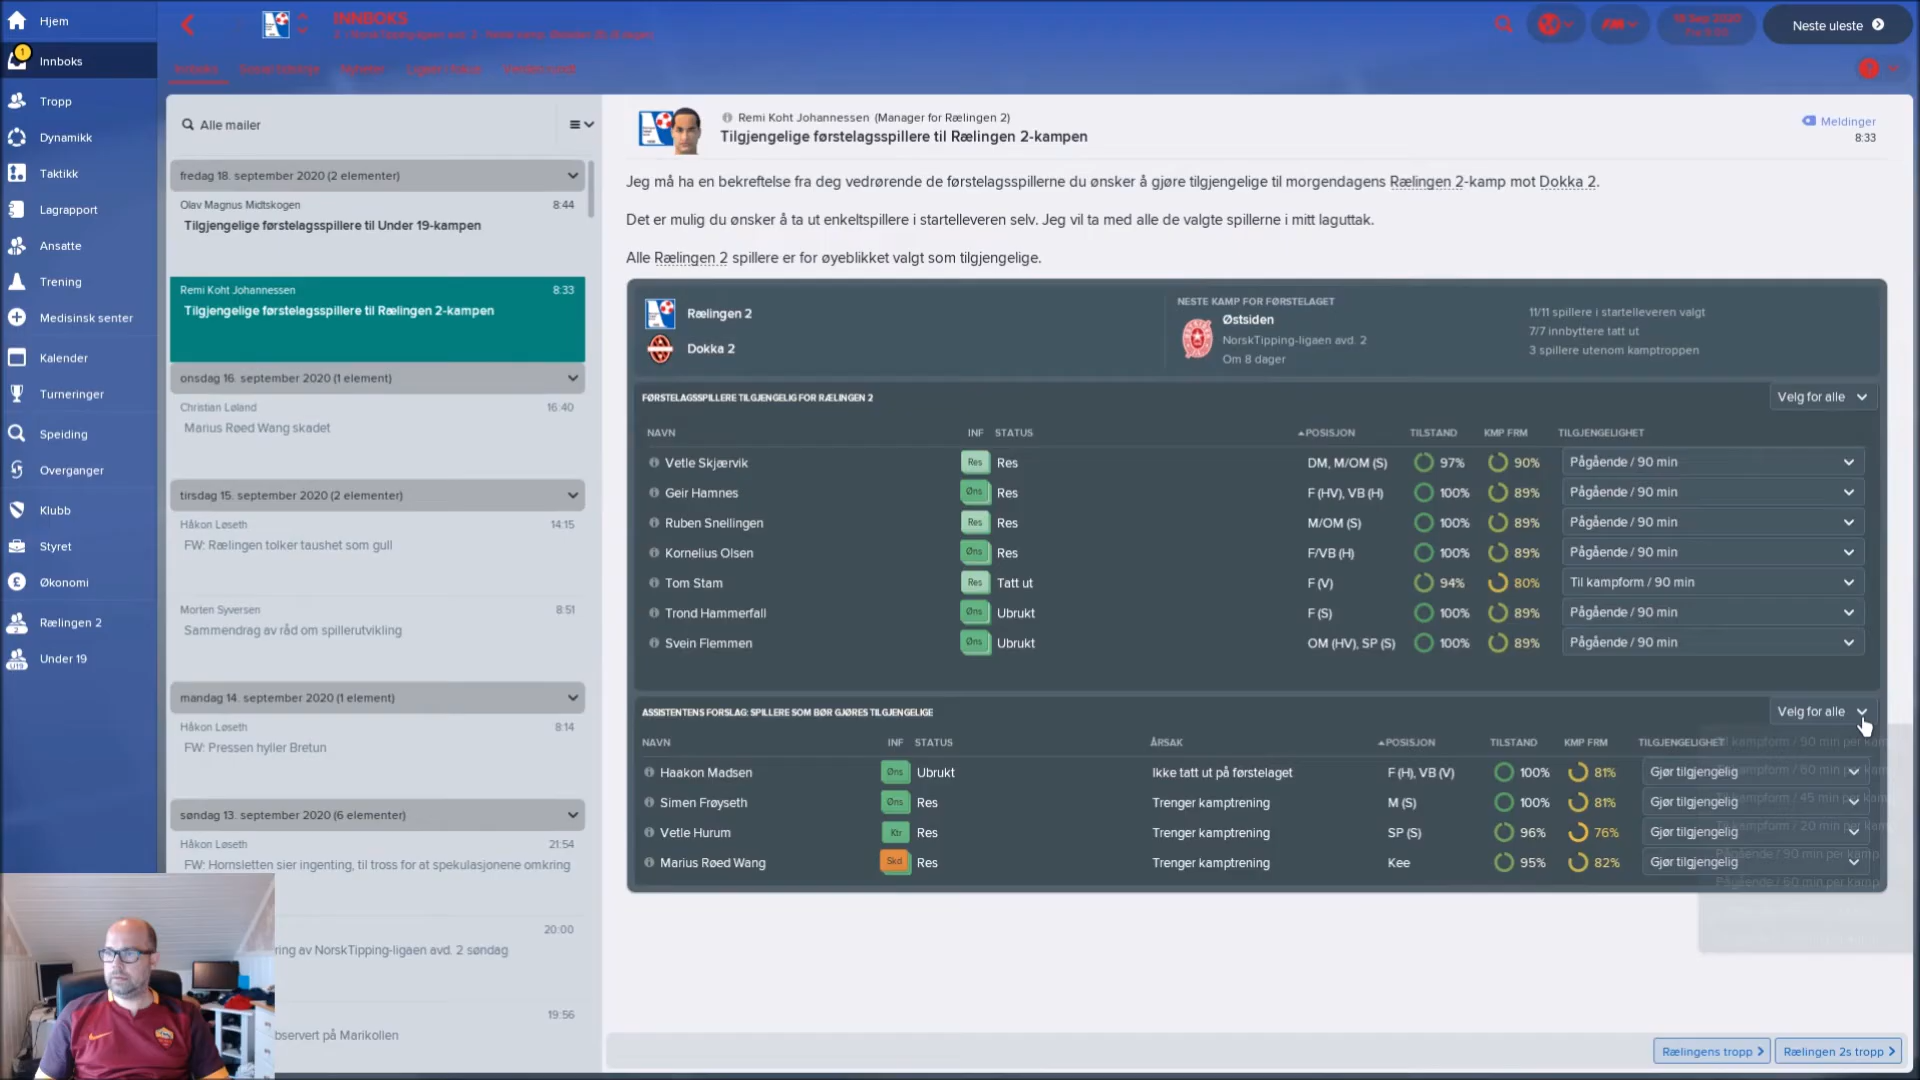 Hjem
Innboks
Tropp
Dynamikk
Taktikk
Lagrapport
Ansatte
Trening
Medisinsk senter
Kalender
Turneringer
Speiding
Overganger
Klubb
Styret
Økonomi
Rælingen 2
Under 19
INNBOKS
Neste uleste
Innboks
Alle mailer
fredag 18. september 2020 (2 elementer)
Olav Magnus Midtskogen 8:44
Tilgjengelige førstelagsspillere til Under 19-kampen
Remi Koht Johannessen 8:33
Tilgjengelige førstelagsspillere til Rælingen 2-kampen
onsdag 16. september 2020 (1 element)
Christian Løland 16:40
Marius Røed Wang skadet
tirsdag 15. september 2020 (2 elementer)
Håkon Løseth 14:15
FW: Rælingen tolker taushet som gull
Morten Syversen 8:51
Sammendrag av råd om spillerutvikling
mandag 14. september 2020 (1 element)
Håkon Løseth 8:14
FW: Pressen hyller Bretun
søndag 13. september 2020 (6 elementer)
Håkon Løseth 21:54
FW: Hornsletten sier ingenting, til tross for at spekulasjonene omkring
20:00
ring av NorskTipping-ligaen avd. 2 søndag
19:56
bservert på Marikollen
Remi Koht Johannessen (Manager for Rælingen 2)
Tilgjengelige førstelagsspillere til Rælingen 2-kampen
Meldinger
8:33
Jeg må ha en bekreftelse fra deg vedrørende de førstelagsspillerne du ønsker å gjøre tilgjengelige til morgendagens Rælingen 2-kamp mot Dokka 2.
Det er mulig du ønsker å ta ut enkeltspillere i startelleveren selv. Jeg vil ta med alle de valgte spillerne i mitt laguttak.
Alle Rælingen 2 spillere er for øyeblikket valgt som tilgjengelige.
Rælingen 2
Dokka 2
NESTE KAMP FOR FØRSTELAGET
Østsiden
NorskTipping-ligaen avd. 2
Om 8 dager
11/11 spillere i startelleveren valgt
7/7 innbyttere tatt ut
3 spillere utenom kamptroppen
FØRSTELAGSSPILLERE TILGJENGELIG FOR RÆLINGEN 2 Velg for alle
NAVN INF STATUS POSISJON TILSTAND KMP FRM TILGJENGELIGHET
Vetle Skjærvik Res Res DM, M/OM (S) 97% 90% Pågående / 90 min
Geir Hamnes Øns Res F (HV), VB (H) 100% 89% Pågående / 90 min
Ruben Snellingen Res Res M/OM (S) 100% 89% Pågående / 90 min
Kornelius Olsen Øns Res F/VB (H) 100% 89% Pågående / 90 min
Tom Stam Res Tatt ut F (V) 94% 80% Til kampform / 90 min
Trond Hammerfall Øns Ubrukt F (S) 100% 89% Pågående / 90 min
Svein Flemmen Øns Ubrukt OM (HV), SP (S) 100% 89% Pågående / 90 min
ASSISTENTENS FORSLAG: SPILLERE SOM BØR GJØRES TILGJENGELIGE Velg for alle
NAVN INF STATUS ÅRSAK POSISJON TILSTAND KMP FRM TILGJENGELIGHET
Haakon Madsen Øns Ubrukt Ikke tatt ut på førstelaget F (H), VB (V) 100% 81% Gjør tilgjengelig
Simen Frøyseth Øns Res Trenger kamptrening M (S) 100% 81% Gjør tilgjengelig
Vetle Hurum Ktr Res Trenger kamptrening SP (S) 96% 76% Gjør tilgjengelig
Marius Røed Wang Skd Res Trenger kamptrening Kee 95% 82% Gjør tilgjengelig
Rælingens tropp
Rælingen 2s tropp